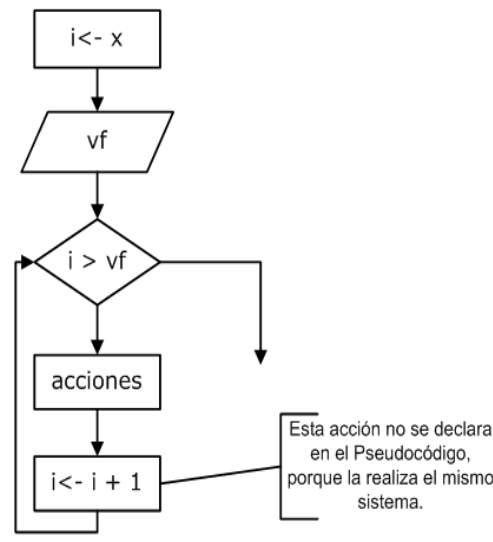 i<- x
vf
i > vf
acciones
i<- i + 1
Esta acción no se declara
en el Pseudocódigo,
porque la realiza el mismo
sistema.